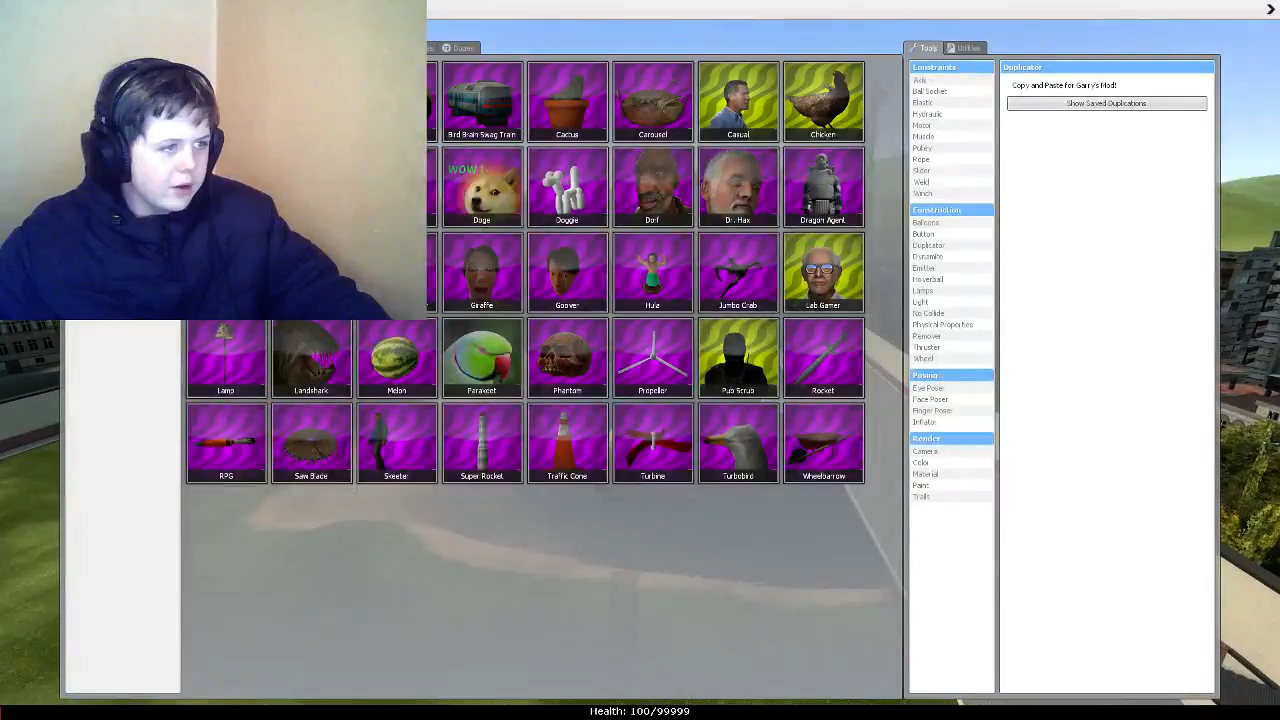 Dupes
Tools
Utilities
Bird Brain Swag Train
Cactus
Carousel
Casual
Chicken
WOW !
Doge
Doggie
Dorf
Dr. Hax
Dragon Agent
Giraffe
Goover
Hula
Jumbo Crab
Lab Gamer
Lamp
Landshark
Melon
Parakeet
Phantom
Propeller
Pub Scrub
Rocket
RPG
Saw Blade
Skeeter
Super Rocket
Traffic Cone
Turbine
Turbobird
Wheelbarrow
Constraints
Axis
Ball Socket
Elastic
Hydraulic
Motor
Muscle
Pulley
Rope
Slider
Weld
Winch
Construction
Balloons
Button
Duplicator
Dynamite
Emitter
Hoverball
Lamps
Light
No Collide
Physical Properties
Remover
Thruster
Wheel
Posing
Eye Poser
Face Poser
Finger Poser
Inflator
Render
Camera
Color
Material
Paint
Trails
Duplicator
Copy and Paste for Garry's Mod!
Show Saved Duplications
Health: 100/99999